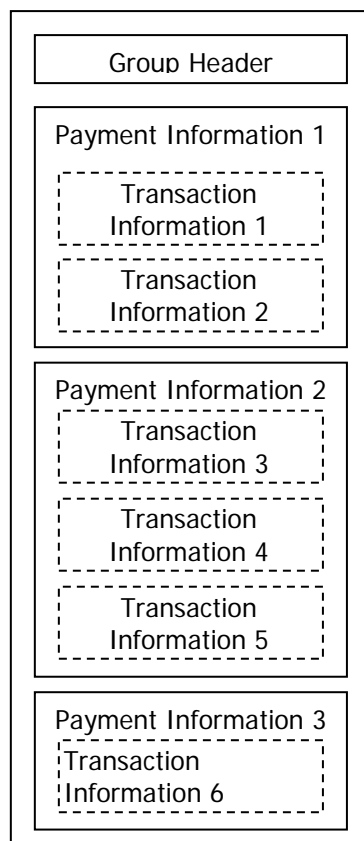 Group Header
Payment Information 1
Transaction
Information 1
Transaction
Information 2
Payment Information 2
Transaction
Information 3
Transaction
Information 4
Transaction
Information 5
Payment Information 3
Transaction
Information 6